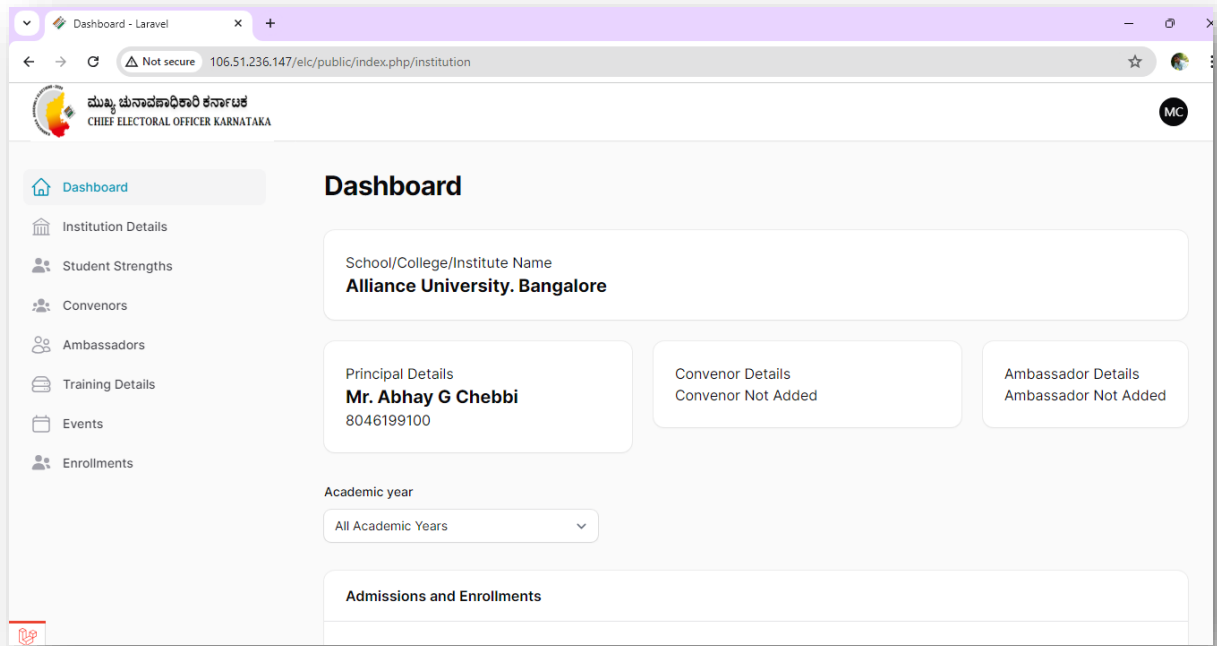 Dashboard - Laravel
Not secure 106.51.236.147/elc/public/index.php/institution
ಮುಖ್ಯ ಚುನಾವಣಾಧಿಕಾರಿ ಕರ್ನಾಟಕ
CHIEF ELECTORAL OFFICER KARNATAKA
MC
Dashboard
Institution Details
Student Strengths
Convenors
Ambassadors
Training Details
Events
Enrollments
Dashboard
School/College/Institute Name
Alliance University. Bangalore
Principal Details
Mr. Abhay G Chebbi
8046199100
Convenor Details
Convenor Not Added
Ambassador Details
Ambassador Not Added
Academic year
All Academic Years
Admissions and Enrollments